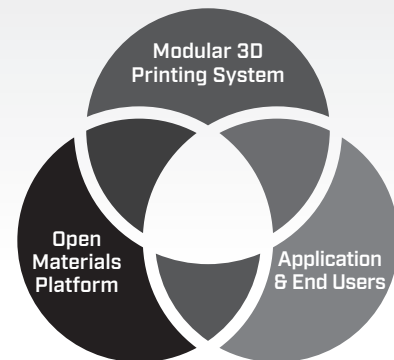 Modular 3D
Printing System
Open
Materials
Platform
Application
& End Users